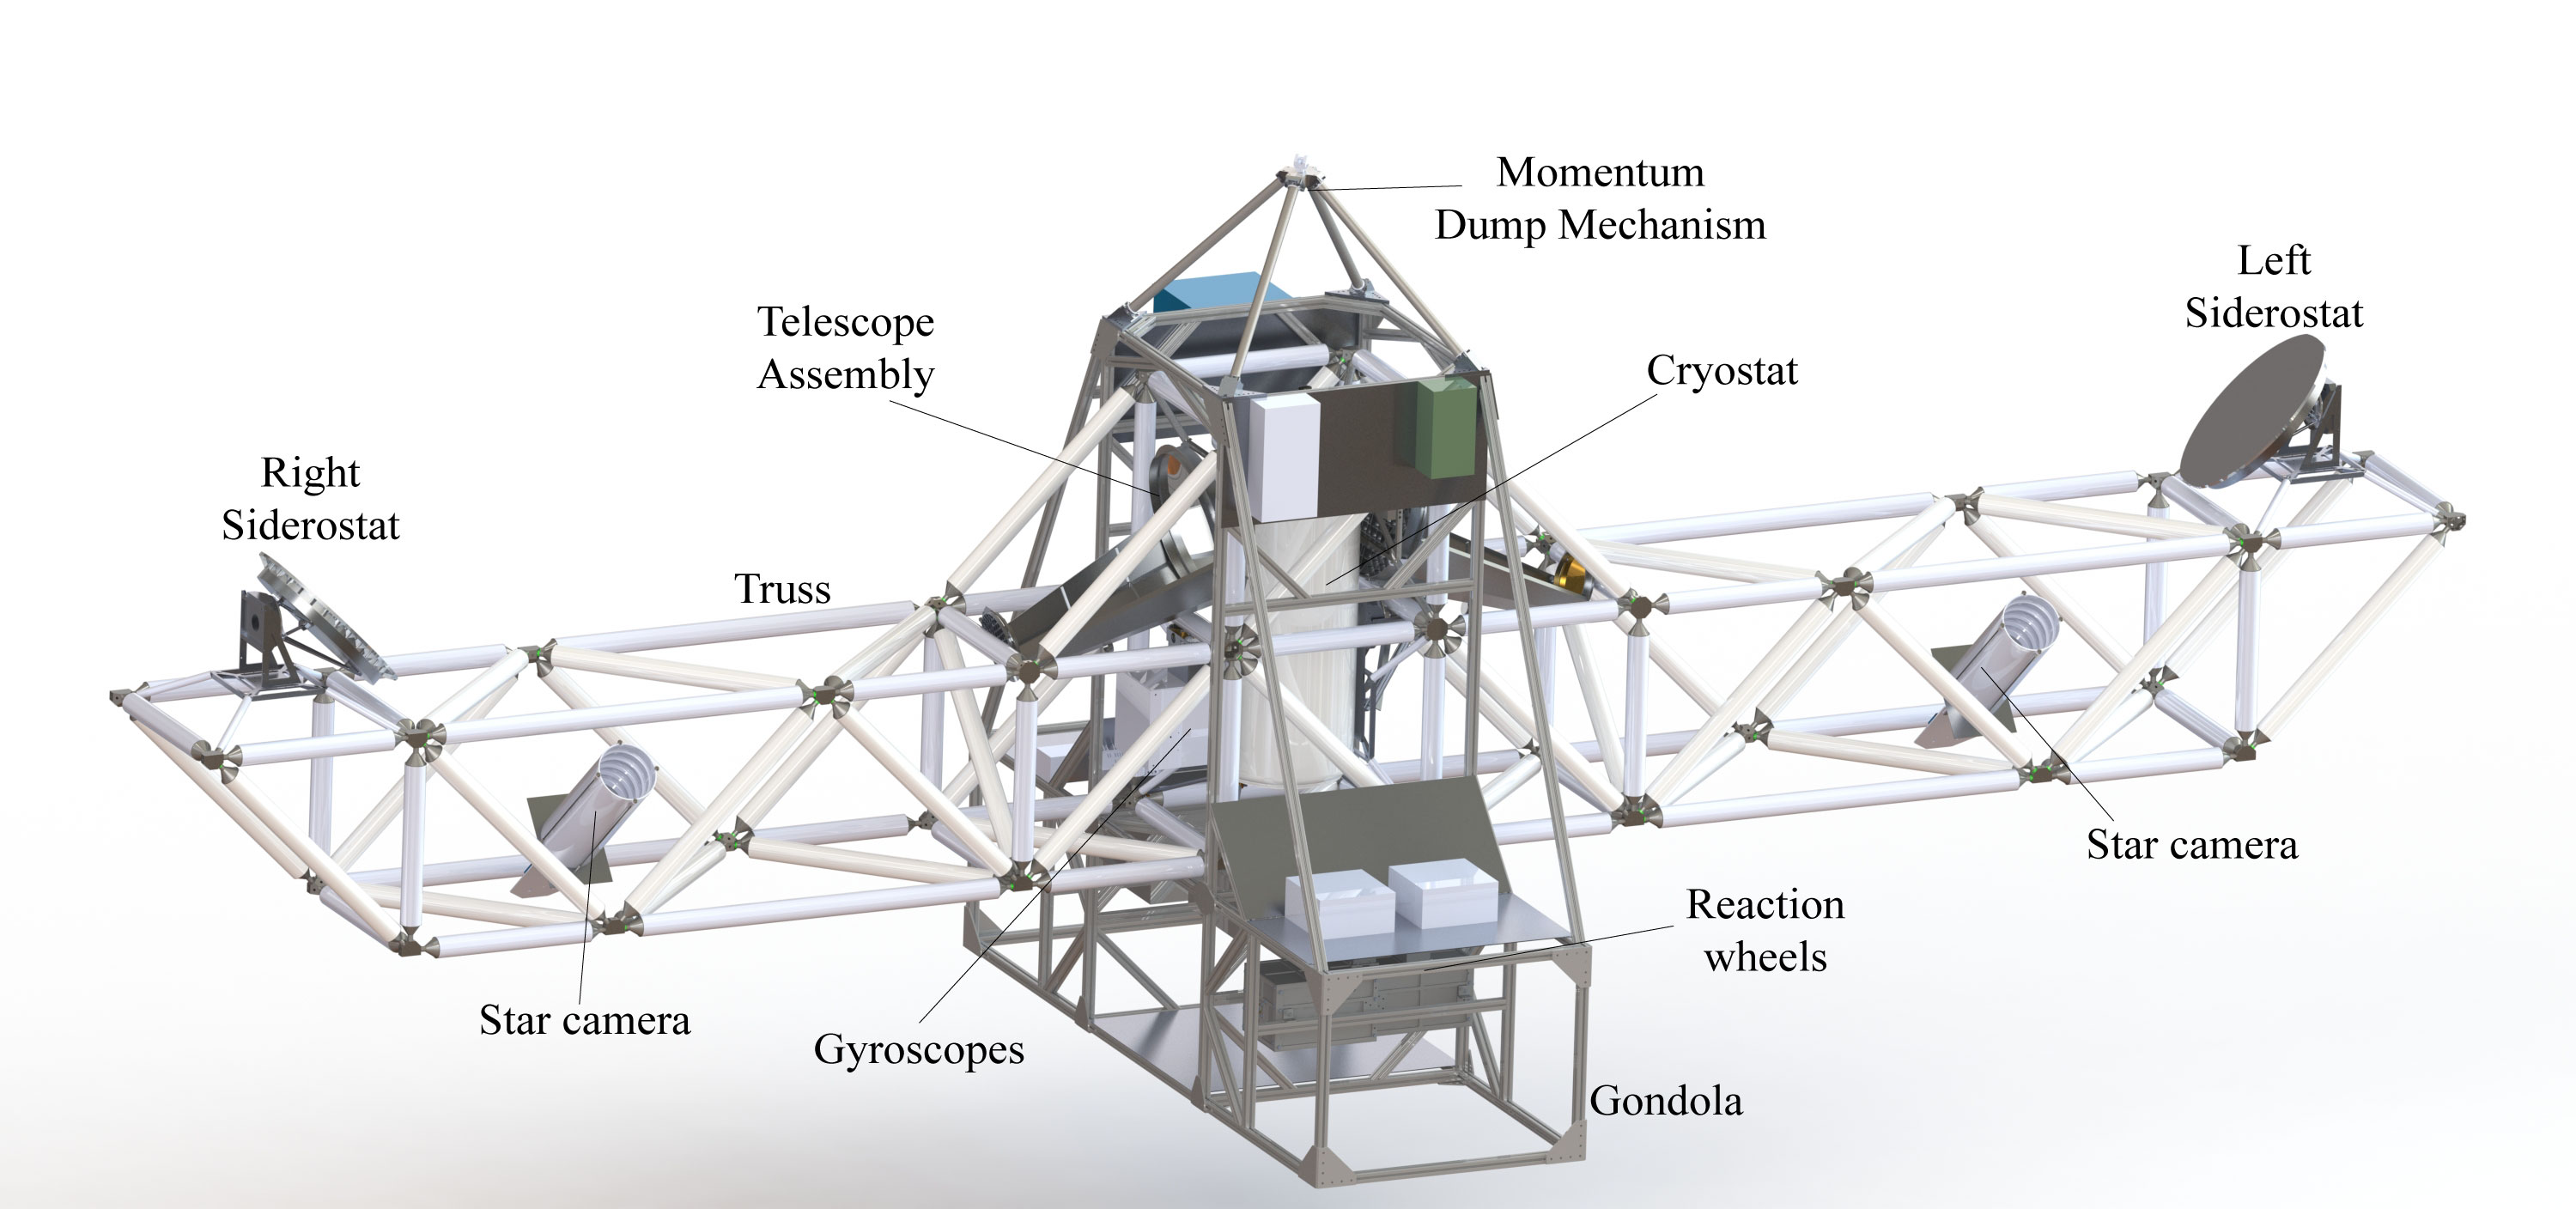 Momentum
Dump Mechanism
Left
Siderostat
Telescope
Assembly
Cryostat
Right
Siderostat
Truss
Star camera
Reaction
wheels
Star camera
Gyroscopes
Gondola